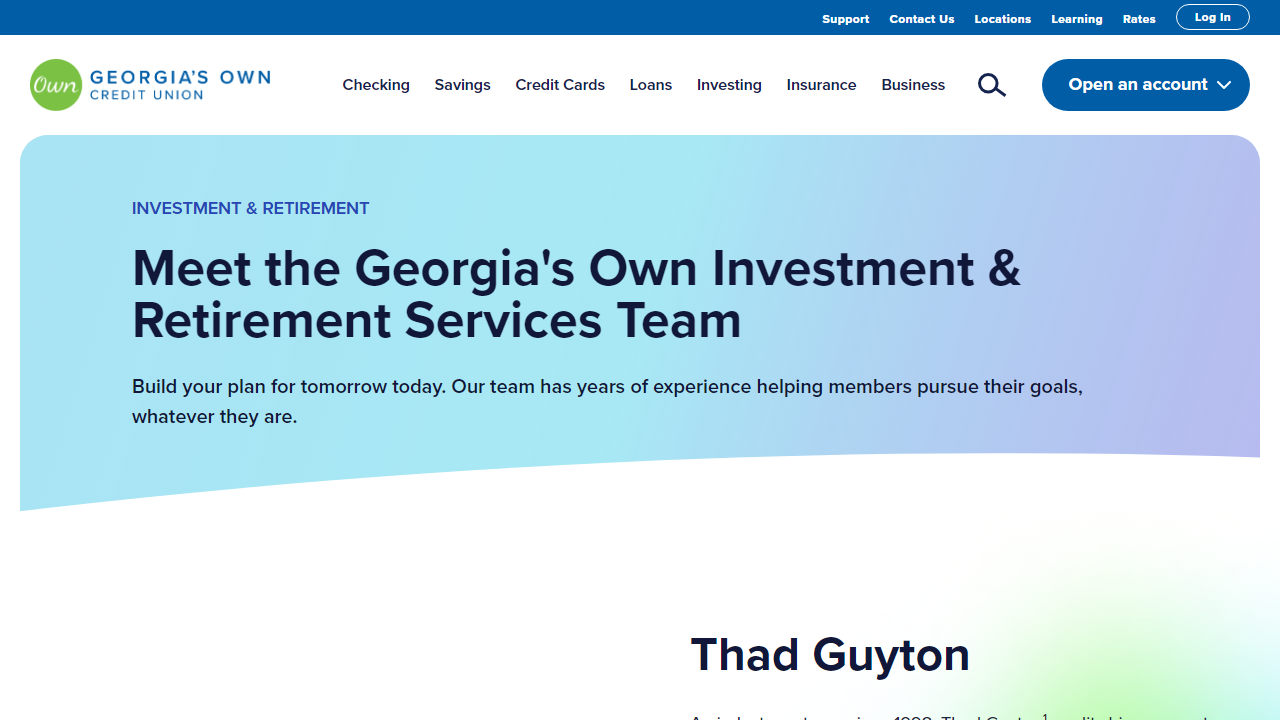 Support Contact Us Locations Learning Rates Log In
Own GEORGIA'S OWN
CREDIT UNION
Checking Savings Credit Cards Loans Investing Insurance Business Open an account
INVESTMENT & RETIREMENT
Meet the Georgia's Own Investment &
Retirement Services Team
Build your plan for tomorrow today. Our team has years of experience helping members pursue their goals,
whatever they are.
Thad Guyton